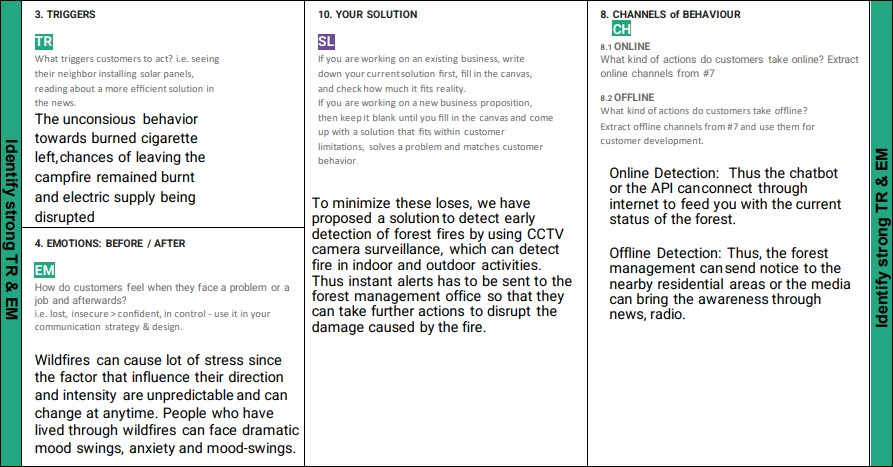 Identify strong TR & EM
3. TRIGGERS
TR
What triggers customers to act? i.e. seeing
their neighbor installing solar panels,
reading about a more efficient solution in
the news.
The unconsious behavior
towards burned cigarette
left,chances of leaving the
campfire remained burnt
and electric supply being
disrupted
4. EMOTIONS: BEFORE / AFTER
EM
How do customers feel when they face a problem or a
job and afterwards?
i.e. lost, insecure > confident, in control - use it in your
communication strategy & design.
Wildfires can cause lot of stress since
the factor that influence their direction
and intensity are unpredictable and can
change at anytime. People who have
lived through wildfires can face dramatic
mood swings, anxiety and mood-swings.
10. YOUR SOLUTION
SL
If you are working on an existing business, write
down your current solution first, fill in the canvas,
and check how much it fits reality.
If you are working on a new business proposition,
then keep it blank until you fill in the canvas and come
up with a solution that fits within customer
limitations, solves a problem and matches customer
behavior.
To minimize these loses, we have
proposed a solution to detect early
detection of forest fires by using CCTV
camera surveillance, which can detect
fire in indoor and outdoor activities.
Thus instant alerts has to be sent to the
forest management office so that they
can take further actions to disrupt the
damage caused by the fire.
8. CHANNELS of BEHAVIOUR
CH
8.1 ONLINE
What kind of actions do customers take online? Extract
online channels from #7
8.2 OFFLINE
What kind of actions do customers take offline?
Extract offline channels from #7 and use them for
customer development.
Online Detection: Thus the chatbot
or the API can connect through
internet to feed you with the current
status of the forest.
Offline Detection: Thus, the forest
management can send notice to the
nearby residential areas or the media
can bring the awareness through
news, radio.
Identify strong TR & EM